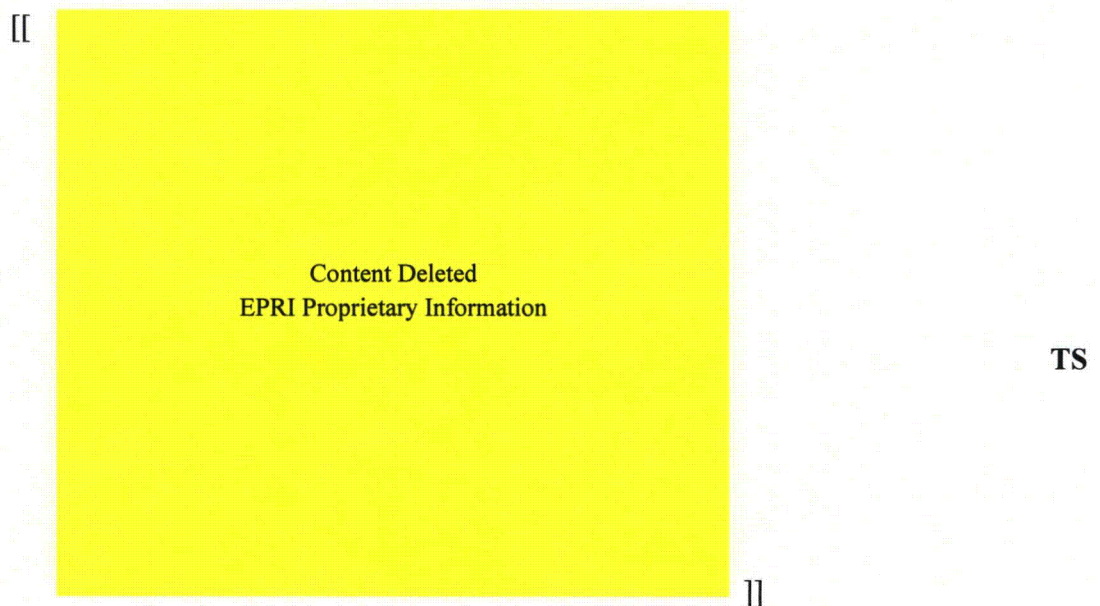 [[
Content Deleted
EPRI Proprietary Information
TS
]]